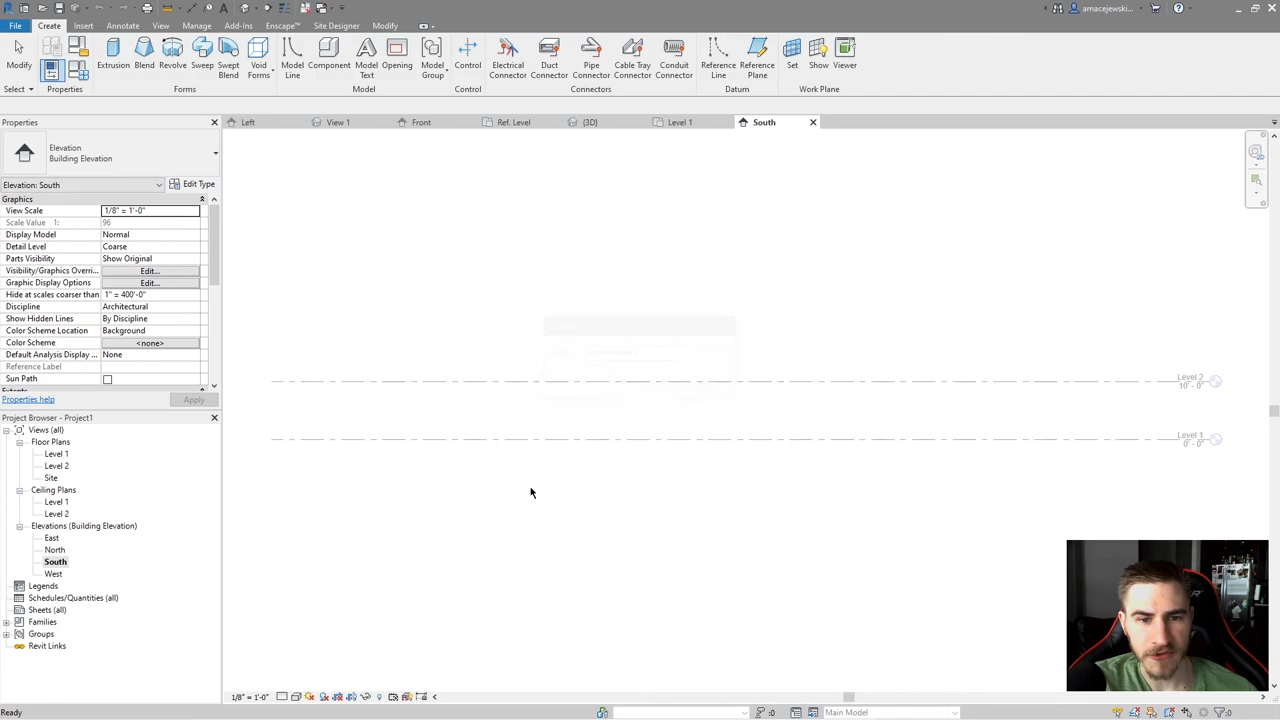 amacejewski...
File Create Insert Annotate View Manage Add-Ins Enscape™ Site Designer Modify
Modify Extrusion Blend Revolve Sweep Swept Blend Void Forms Model Line Component Model Text Opening Model Group Control Electrical Connector Duct Connector Pipe Connector Cable Tray Connector Conduit Connector Reference Line Reference Plane Set Show Viewer
Select Properties Forms Model Control Connectors Datum Work Plane
Properties
Left View 1 Front Ref. Level {3D} Level 1 South
Elevation
Building Elevation
Elevation: South Edit Type
Graphics
View Scale 1/8" = 1'-0"
Scale Value 1: 96
Display Model Normal
Detail Level Coarse
Parts Visibility Show Original
Visibility/Graphics Overri... Edit...
Graphic Display Options Edit...
Hide at scales coarser than 1" = 400'-0"
Discipline Architectural
Show Hidden Lines By Discipline
Color Scheme Location Background
Color Scheme <none>
Default Analysis Display ... None
Reference Label
Sun Path
Extents
Properties help Apply
Level 2
10' - 0"
Level 1
0' - 0"
Project Browser - Project1
Views (all)
Floor Plans
Level 1
Level 2
Site
Ceiling Plans
Level 1
Level 2
Elevations (Building Elevation)
East
North
South
West
Legends
Schedules/Quantities (all)
Sheets (all)
Families
Groups
Revit Links
1/8" = 1'-0"
Ready :0 Main Model :0